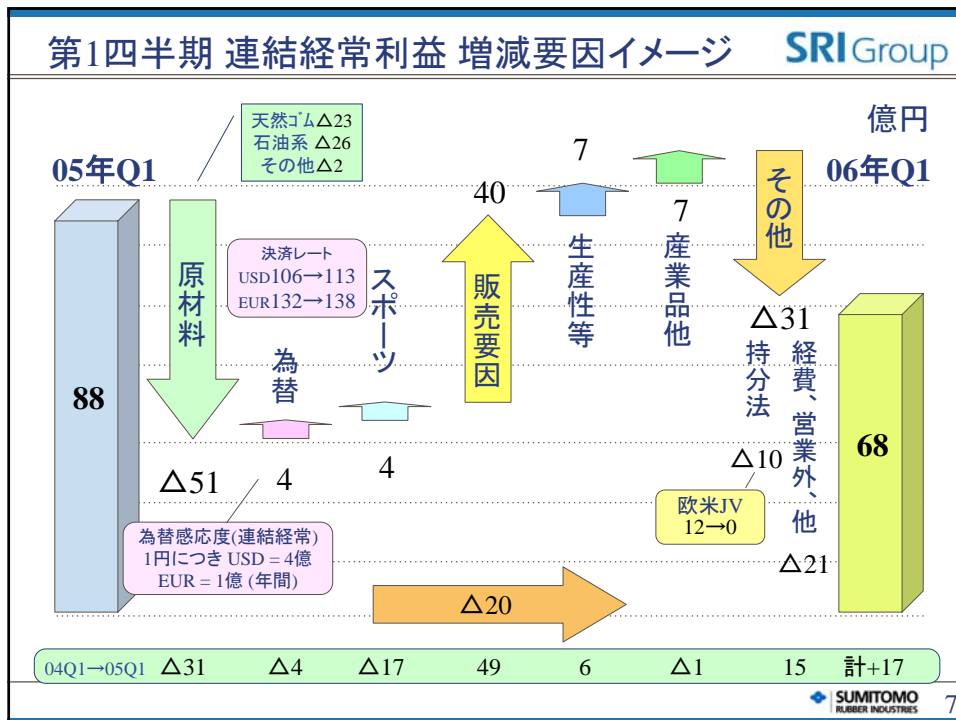 第1四半期 連結経常利益 増減要因イメージ
SRI Group
億円
05年Q1
06年Q1
天然ゴム△23
石油系 △26
その他△2
88
原材料
△51
決済レート
USD106→113
EUR132→138
為替
4
為替感応度(連結経常)
1円につき USD = 4億
EUR = 1億 (年間)
スポーツ
4
販売要因
40
生産性等
7
産業品他
7
その他
△31
持分法
△10
欧米JV
12→0
経費、営業外、他
△21
68
△20
04Q1→05Q1 △31 △4 △17 49 6 △1 15 計+17
SUMITOMO
RUBBER INDUSTRIES
7